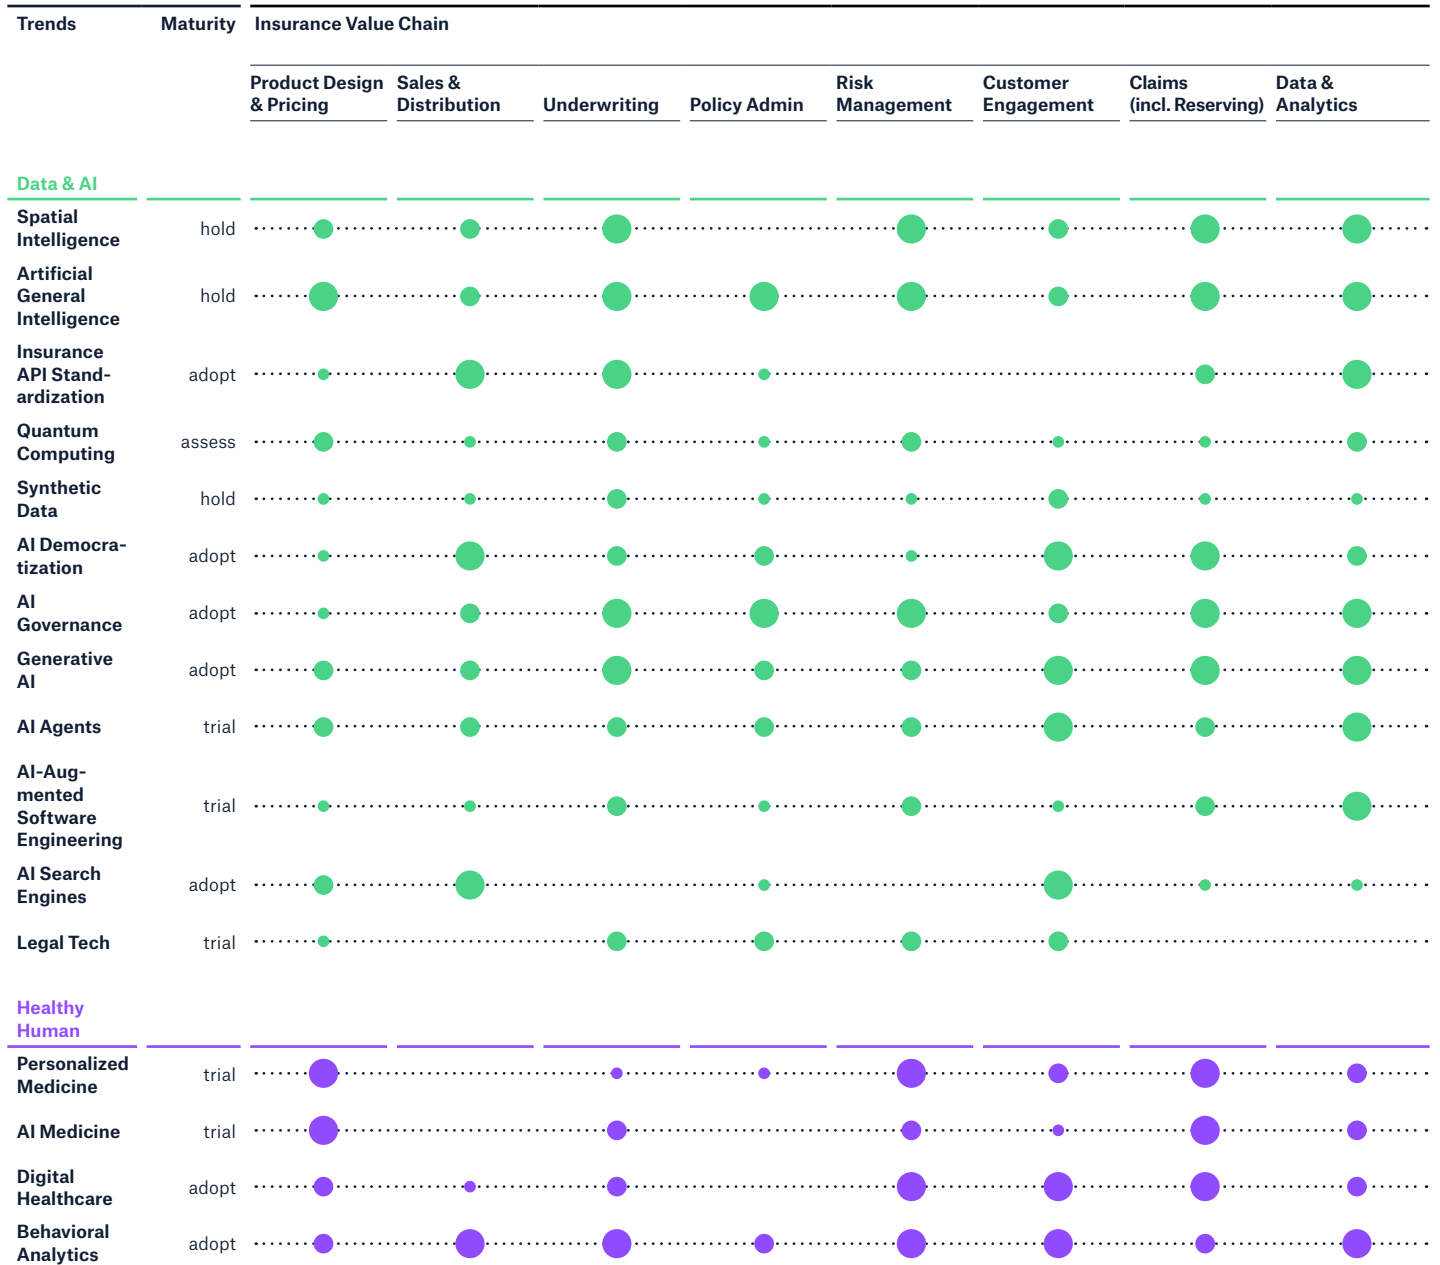 Trends
Maturity
Insurance Value Chain
Product Design
& Pricing
Sales &
Distribution
Underwriting
Policy Admin
Risk
Management
Customer
Engagement
Claims
(incl. Reserving)
Data &
Analytics
Data & AI
Spatial
Intelligence
hold
Artificial
General
Intelligence
hold
Insurance
API Stand-
ardization
adopt
Quantum
Computing
assess
Synthetic
Data
hold
AI Democra-
tization
adopt
AI
Governance
adopt
Generative
AI
adopt
AI Agents
trial
AI-Aug-
mented
Software
Engineering
trial
AI Search
Engines
adopt
Legal Tech
trial
Healthy
Human
Personalized
Medicine
trial
AI Medicine
trial
Digital
Healthcare
adopt
Behavioral
Analytics
adopt